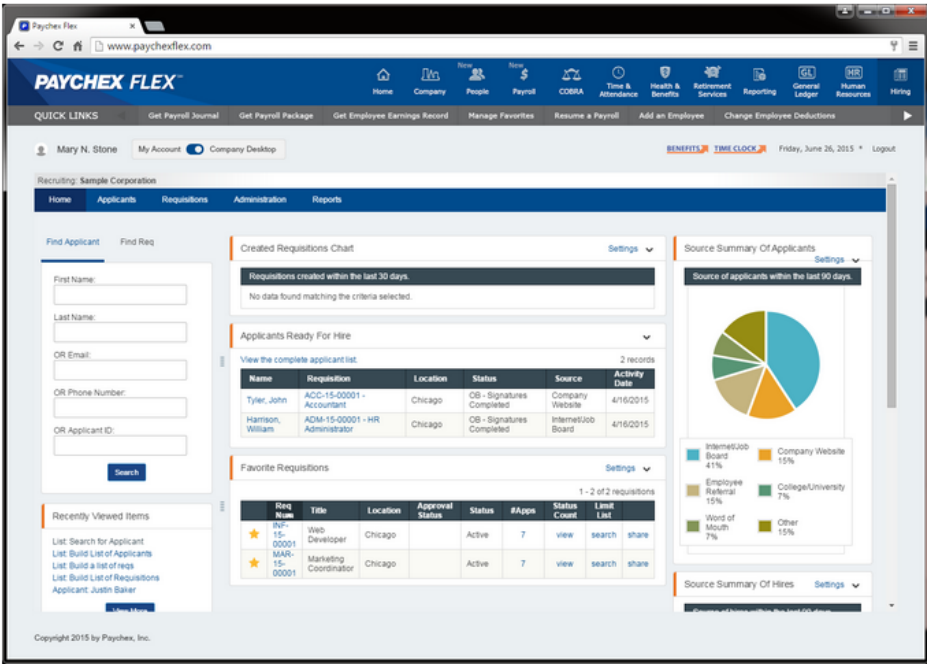 Paychex Flex
www.paychexflex.com
PAYCHEX FLEX
Home
Company
New
People
New
Payroll
COBRA
Time &
Attendance
Health &
Benefits
Retirement
Services
Reporting
GL
General
Ledger
HR
Human
Resources
Hiring
QUICK LINKS Get Payroll Journal Get Payroll Package Get Employee Earnings Record Manage Favorites Resume a Payroll Add an Employee Change Employee Deductions
Mary N. Stone My Account Company Desktop BENEFITS TIME CLOCK Friday, June 26, 2015 * Logout
Recruiting: Sample Corporation
Home Applicants Requisitions Administration Reports
Find Applicant Find Req
First Name:
Last Name:
OR Email:
OR Phone Number:
OR Applicant ID:
Search
Recently Viewed Items
List: Search for Applicant
List: Build List of Applicants
List: Build a list of reqs
List: Build List of Requisitions
Applicant: Justin Baker
View More
Created Requisitions Chart Settings
Requisitions created within the last 30 days.
No data found matching the criteria selected.
Applicants Ready For Hire
View the complete applicant list. 2 records
Name Requisition Location Status Source Activity
Date
Tyler, John ACC-15-00001 - Accountant Chicago OB - Signatures Completed Company Website 4/16/2015
Harrison, William ADM-15-00001 - HR Administrator Chicago OB - Signatures Completed Internet/Job Board 4/16/2015
Favorite Requisitions Settings
1 - 2 of 2 requisitions
Req Num Title Location Approval Status Status #Apps Status Count Limit List
INF-15-00001 Web Developer Chicago Active 7 view search share
MAR-15-00001 Marketing Coordinator Chicago Active 7 view search share
Source Summary Of Applicants
Settings
Source of applicants within the last 90 days.
Internet/Job
Board
41%
Company Website
15%
Employee
Referral
15%
College/University
7%
Word of
Mouth
7%
Other
15%
Source Summary Of Hires Settings
Source of hires within the last 90 days.
Copyright 2015 by Paychex, Inc.